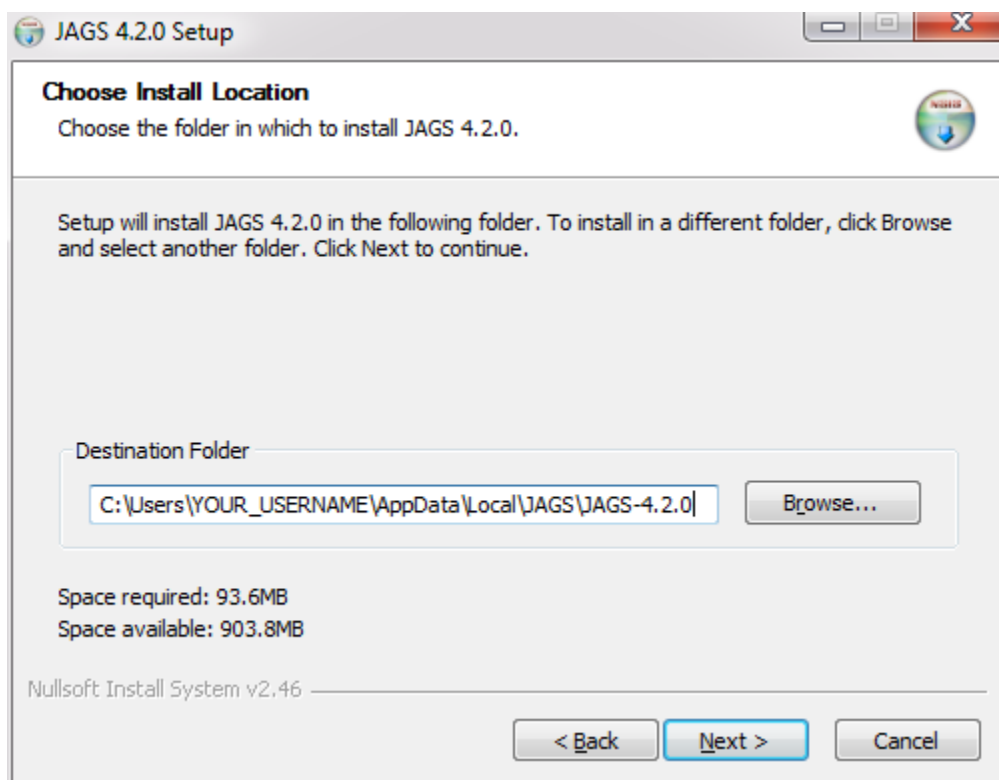 JAGS 4.2.0 Setup
Choose Install Location
Choose the folder in which to install JAGS 4.2.0.
Setup will install JAGS 4.2.0 in the following folder. To install in a different folder, click Browse
and select another folder. Click Next to continue.
Destination Folder
C:\Users\YOUR_USERNAME\AppData\Local\JAGS\JAGS-4.2.0
Browse...
Space required: 93.6MB
Space available: 903.8MB
Nullsoft Install System v2.46
< Back
Next >
Cancel